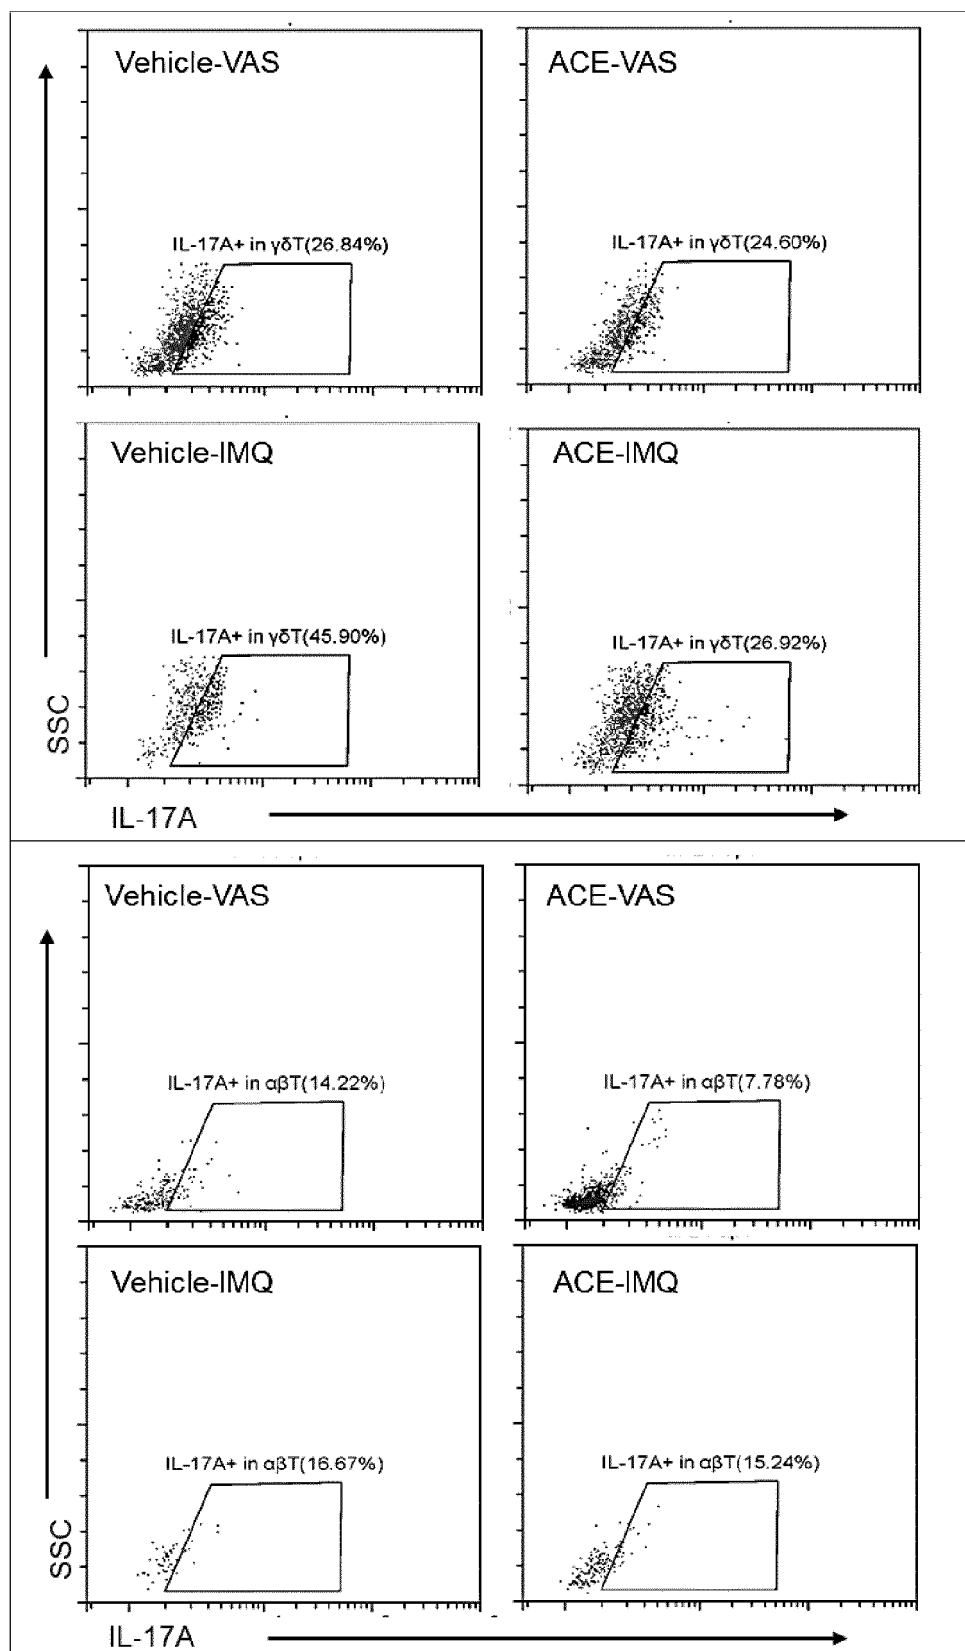 Vehicle-VAS
ACE-VAS
IL-17A+ in γδT(26.84%)
IL-17A+ in γδT(24.60%)
Vehicle-IMQ
ACE-IMQ
IL-17A+ in γδT(45.90%)
IL-17A+ in γδT(26.92%)
SSC
IL-17A
Vehicle-VAS
ACE-VAS
IL-17A+ in αβT(14.22%)
IL-17A+ in αβT(7.78%)
Vehicle-IMQ
ACE-IMQ
IL-17A+ in αβT(16.67%)
IL-17A+ in αβT(15.24%)
SSC
IL-17A